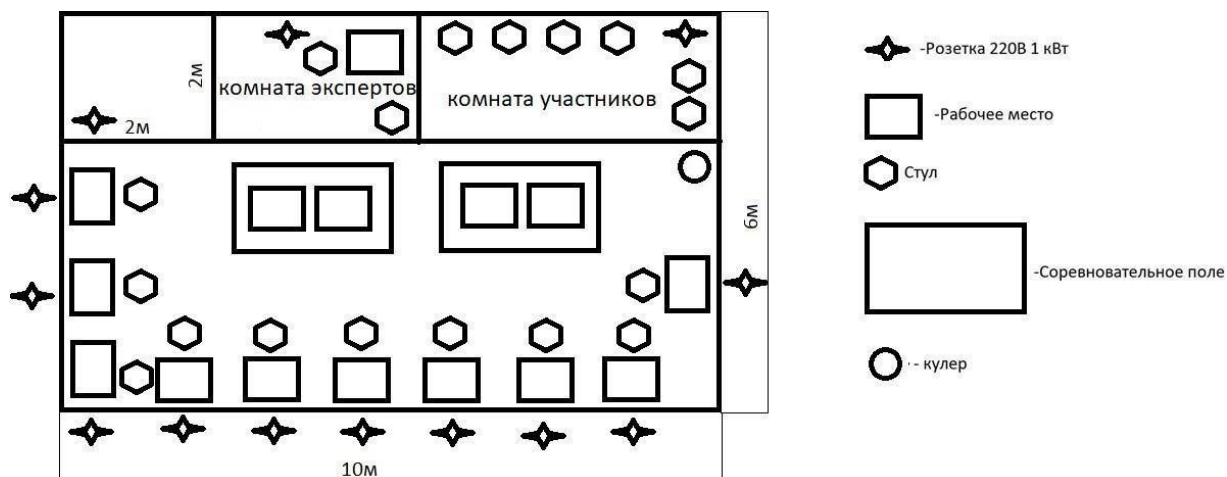 2м
комната экспертов
комната участников
2м
6м
10м
-Розетка 220В 1 кВт
-Рабочее место
Стул
-Соревновательное поле
- кулер